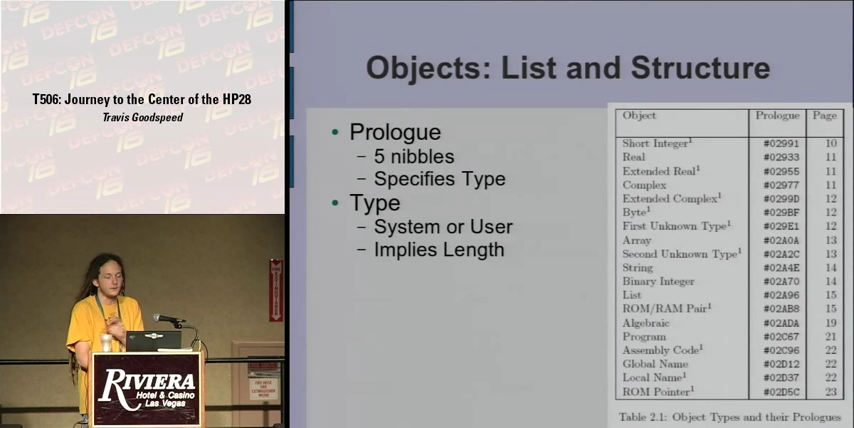 DEFCON
16
T506: Journey to the Center of the HP28
Travis Goodspeed
RIVIERA
Hotel & Casino
Las Vegas
Objects: List and Structure
• Prologue
– 5 nibbles
– Specifies Type
• Type
– System or User
– Implies Length
Object Prologue Page
Short Integer¹ #02991 10
Real #02933 11
Extended Real¹ #02955 11
Complex #02977 11
Extended Complex¹ #0299D 12
Byte¹ #029BF 12
First Unknown Type¹ #029E1 12
Array #02A0A 13
Second Unknown Type¹ #02A2C 13
String #02A4E 14
Binary Integer #02A70 14
List #02A96 15
ROM/RAM Pair¹ #02AB8 15
Algebraic #02ADA 19
Program #02C67 21
Assembly Code¹ #02C96 22
Global Name #02D12 22
Local Name¹ #02D37 22
ROM Pointer¹ #02D5C 23
Table 2.1: Object Types and their Prologues